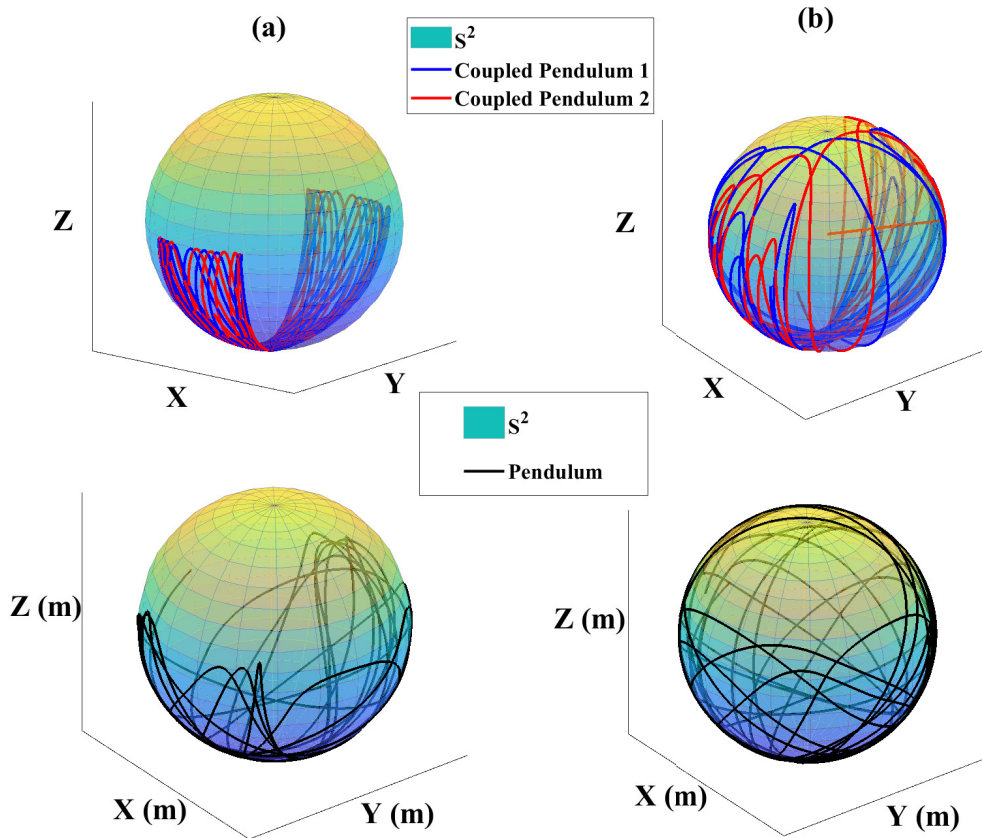 (a)
(b)
S²
Coupled Pendulum 1
Coupled Pendulum 2
Z
X
Y
Z
X
Y
S²
Pendulum
Z (m)
X (m)
Y (m)
Z (m)
X (m)
Y (m)